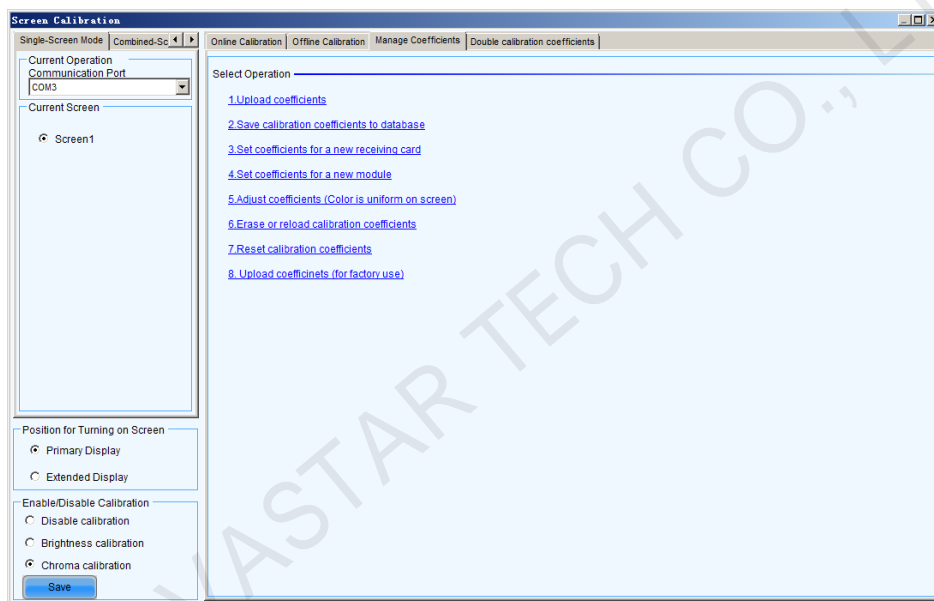 Screen Calibration
Single-Screen Mode Combined-Sc
Online Calibration Offline Calibration Manage Coefficients Double calibration coefficients
Current Operation
Communication Port
COM3
Current Screen
Screen1
Select Operation
1.Upload coefficients
2.Save calibration coefficients to database
3.Set coefficients for a new receiving card
4.Set coefficients for a new module
5.Adjust coefficients (Color is uniform on screen)
6.Erase or reload calibration coefficients
7.Reset calibration coefficients
8. Upload coefficinets (for factory use)
Position for Turning on Screen
Primary Display
Extended Display
Enable/Disable Calibration
Disable calibration
Brightness calibration
Chroma calibration
Save
VASTAR TECH CO., L